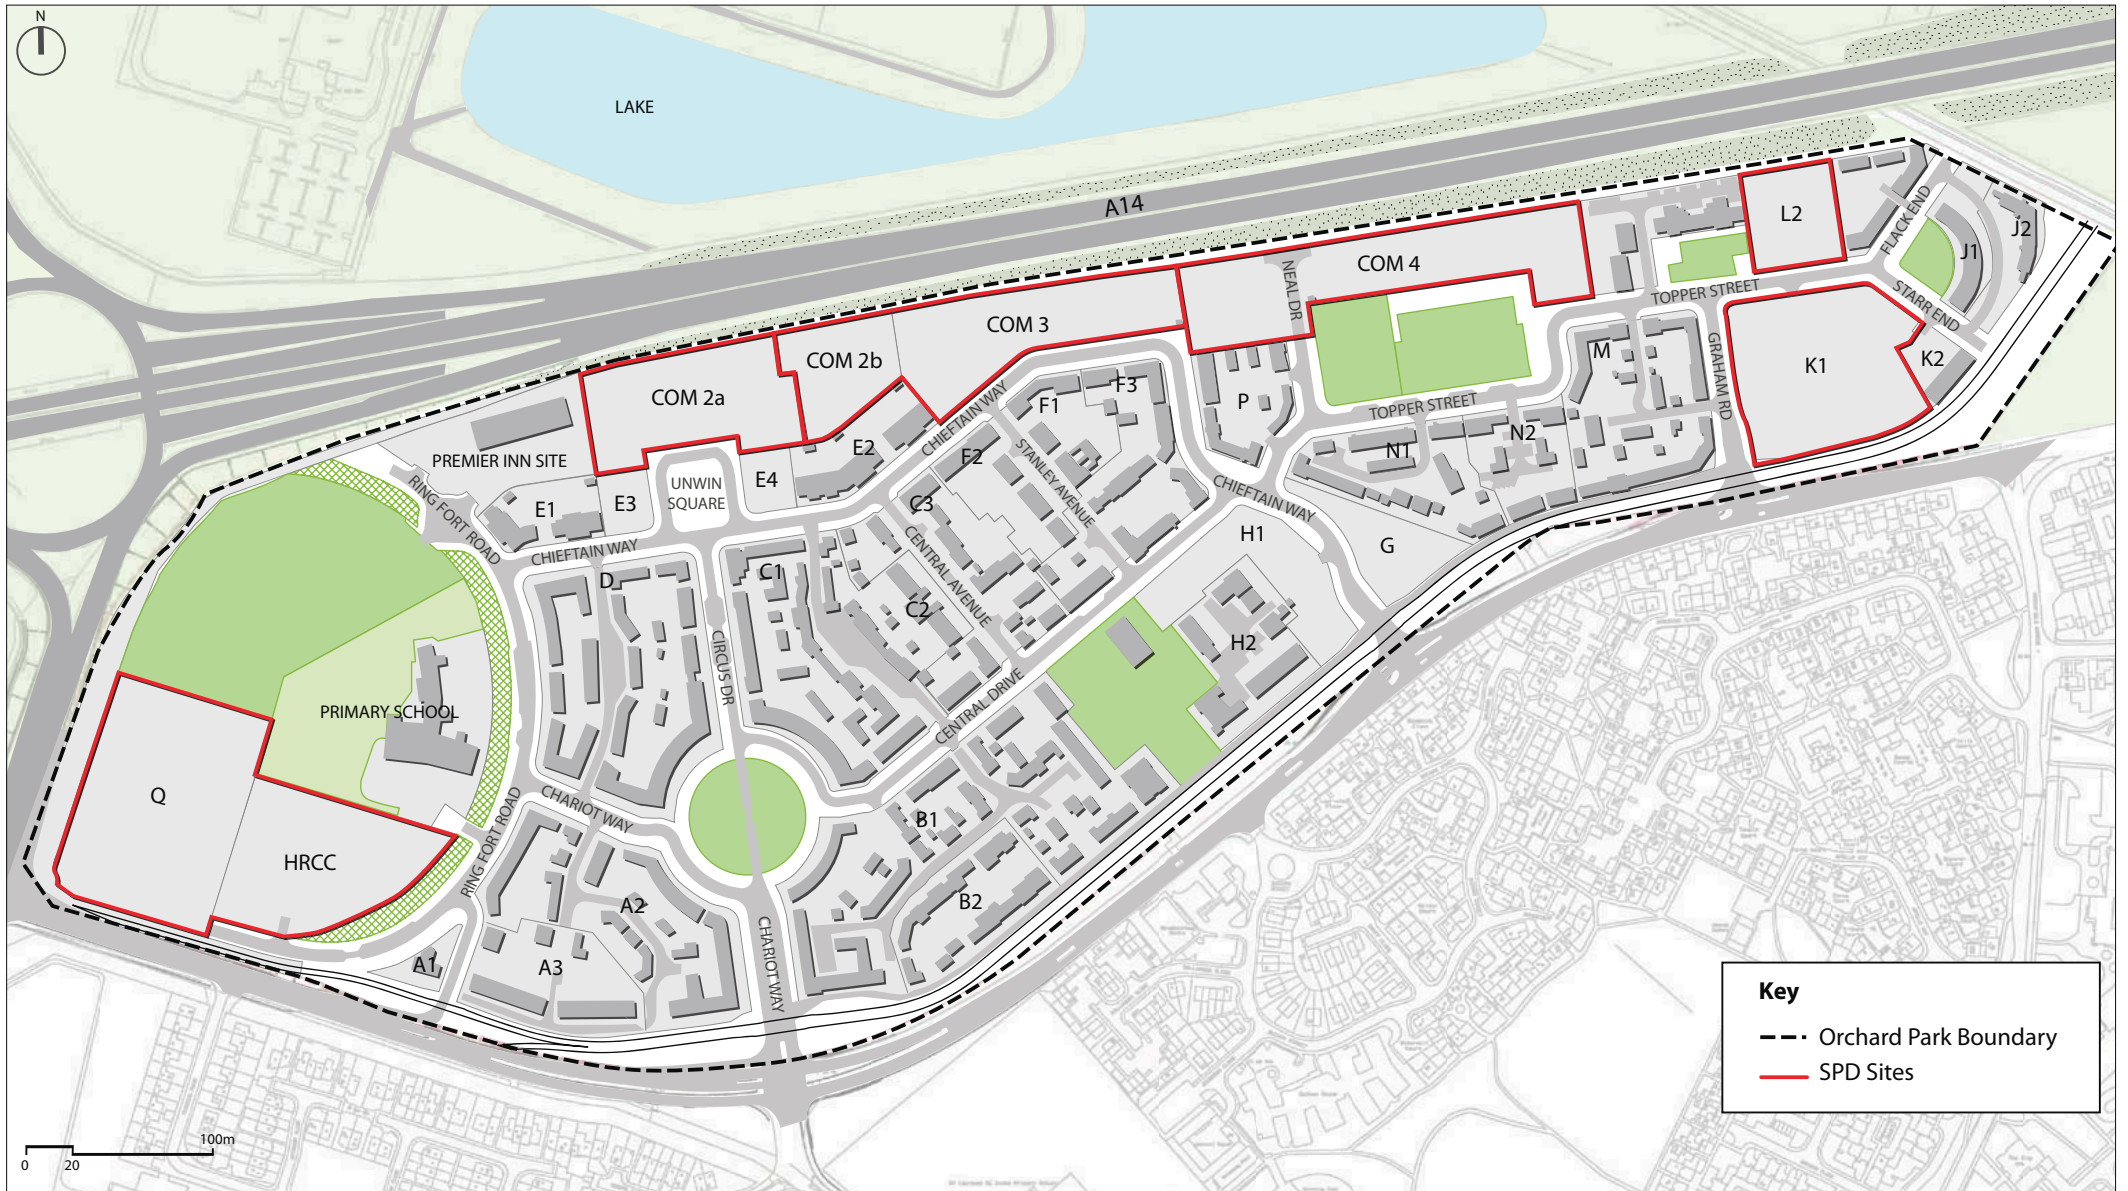 N
LAKE
A14
L2
FLACK END
J2
J1
COM 4
NEAL DR
TOPPER STREET
STARR END
COM 3
COM 2b
COM 2a
M
GRAHAM RD
K1
K2
F3
F1
P
TOPPER STREET
CHIEFTAIN WAY
E2
F2
STANLEY AVENUE
N1
N2
PREMIER INN SITE
E4
UNWIN
SQUARE
E3
E1
RING FORT ROAD
C3
CHIEFTAIN WAY
H1
G
CHIEFTAIN WAY
D
C1
CENTRAL AVENUE
C2
H2
CIRCUS DR
PRIMARY SCHOOL
CENTRAL DRIVE
Q
CHARIOT WAY
RING FORT ROAD
B1
HRCC
A2
B2
A1
A3
CHARIOT WAY
Key
Orchard Park Boundary
SPD Sites
100m
0
20